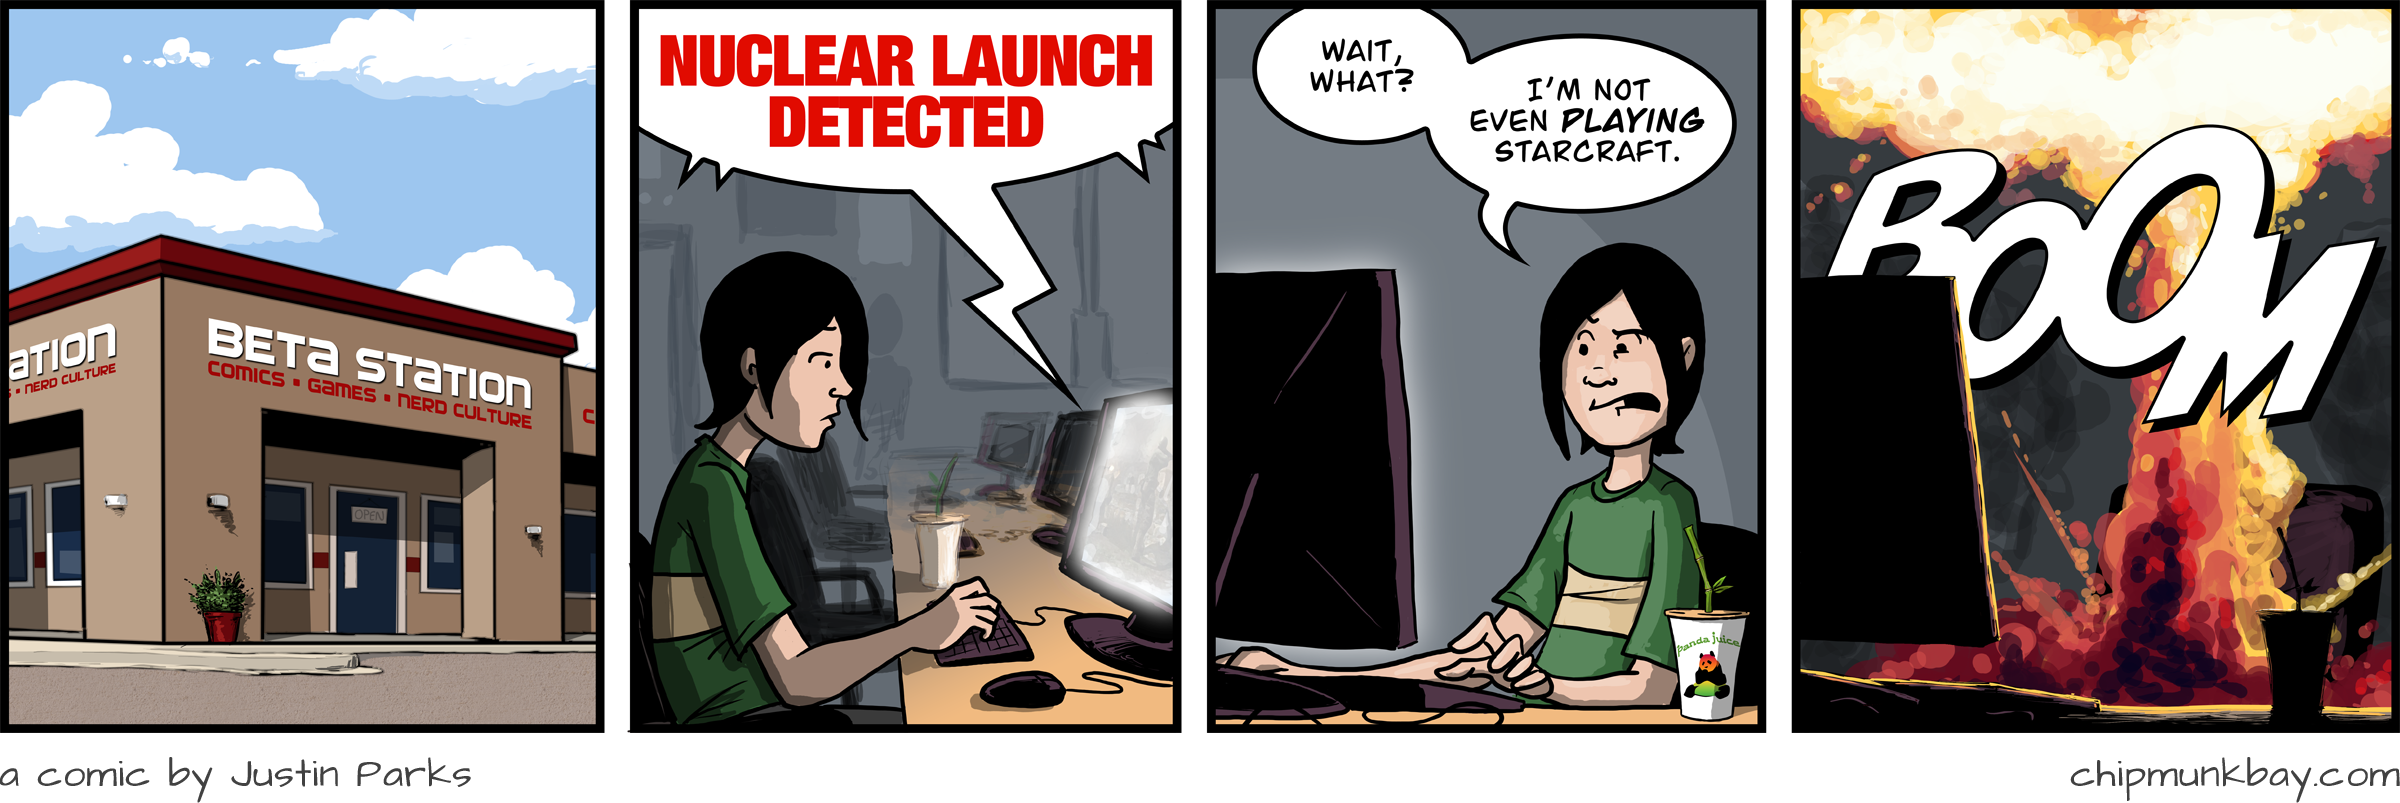 BETA STATION
COMICS • GAMES • NERD CULTURE
ATION
S • NERD CULTURE
C
OPEN
NUCLEAR LAUNCH
DETECTED
WAIT,
WHAT?
I'M NOT
EVEN PLAYING
STARCRAFT.
Panda Juice
BOOM
a comic by Justin Parks
chipmunkbay.com